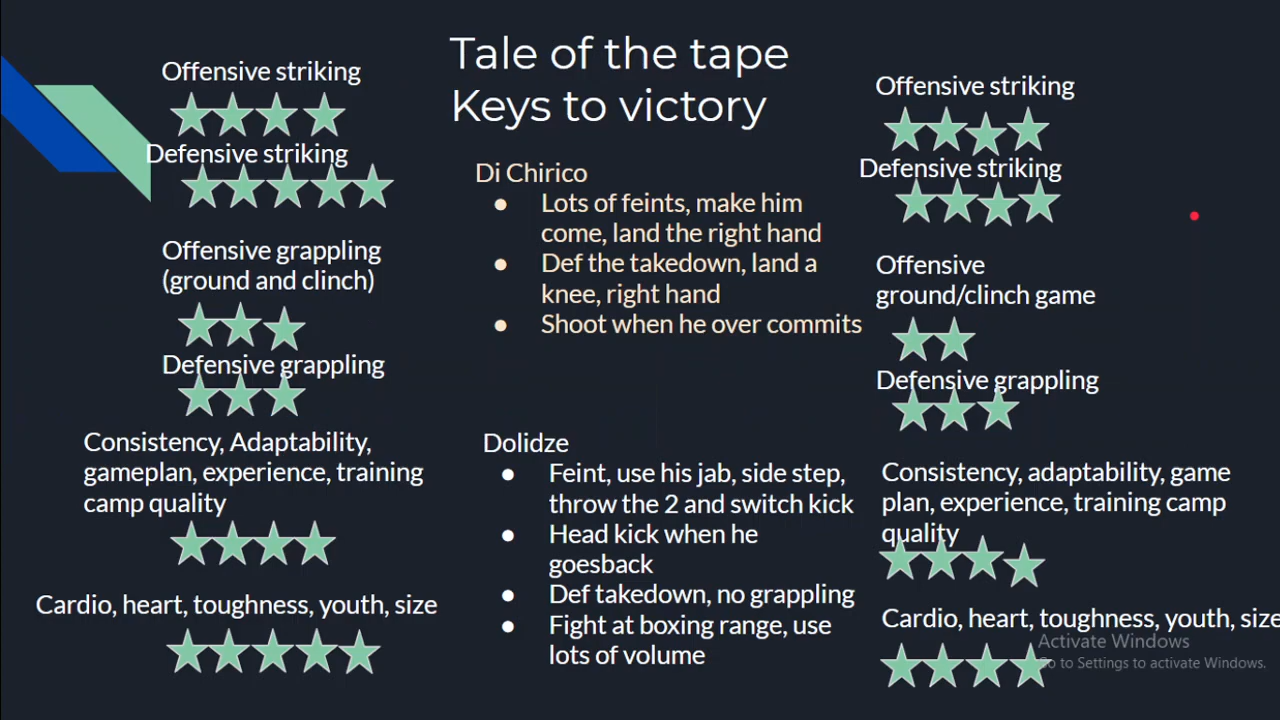 Tale of the tape
Keys to victory
Offensive striking
Defensive striking
Offensive grappling
(ground and clinch)
Defensive grappling
Consistency, Adaptability,
gameplan, experience, training
camp quality
Cardio, heart, toughness, youth, size
Di Chirico
● Lots of feints, make him
come, land the right hand
● Def the takedown, land a
knee, right hand
● Shoot when he over commits
Dolidze
● Feint, use his jab, side step,
throw the 2 and switch kick
● Head kick when he
goesback
● Def takedown, no grappling
● Fight at boxing range, use
lots of volume
Offensive striking
Defensive striking
Offensive
ground/clinch game
Defensive grappling
Consistency, adaptability, game
plan, experience, training camp
quality
Cardio, heart, toughness, youth, size
Activate Windows
Go to Settings to activate Windows.